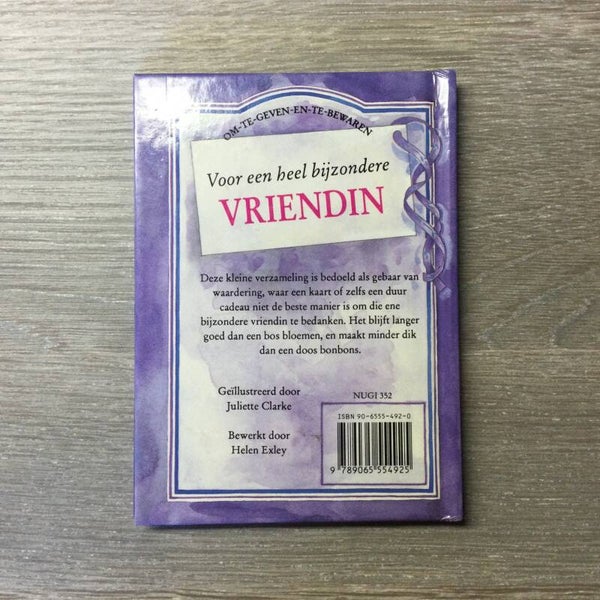 OM-TE-GEVEN-EN-TE-BEWAREN
Voor een heel bijzondere
VRIENDIN
Deze kleine verzameling is bedoeld als gebaar van
waardering, waar een kaart of zelfs een duur
cadeau niet de beste manier is om die ene
bijzondere vriendin te bedanken. Het blijft langer
goed dan een bos bloemen, en maakt minder dik
dan een doos bonbons.
Geïllustreerd door
Juliette Clarke
Bewerkt door
Helen Exley
NUGI 352
ISBN 90-6555-492-0
9 789065 554925